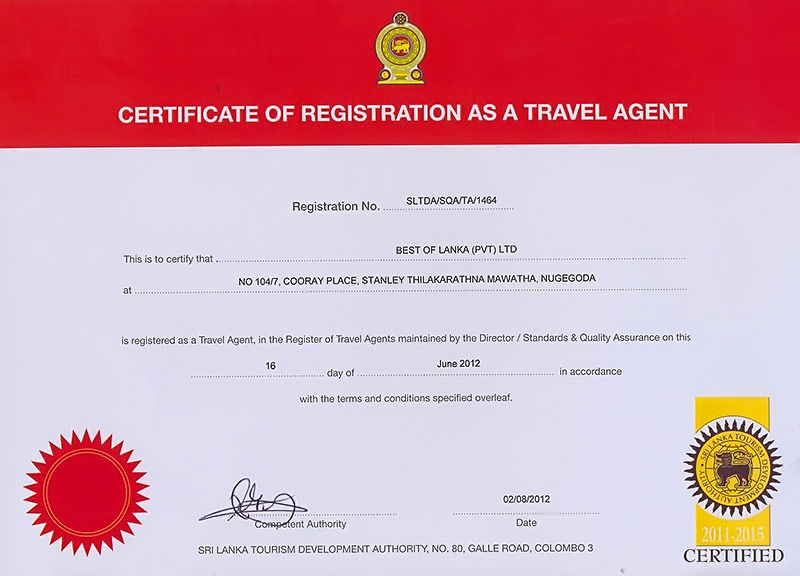 CERTIFICATE OF REGISTRATION AS A TRAVEL AGENT
Registration No. SLTDA/SQA/TA/1464
This is to certify that BEST OF LANKA (PVT) LTD
at NO 104/7, COORAY PLACE, STANLEY THILAKARATHNA MAWATHA, NUGEGODA
is registered as a Travel Agent, in the Register of Travel Agents maintained by the Director / Standards & Quality Assurance on this
16 day of June 2012 in accordance
with the terms and conditions specified overleaf.
02/08/2012
Competent Authority Date
SRI LANKA TOURISM DEVELOPMENT AUTHORITY, NO. 80, GALLE ROAD, COLOMBO 3
SRI LANKA TOURISM DEVELOPMENT AUTHORITY
2011-2015
CERTIFIED